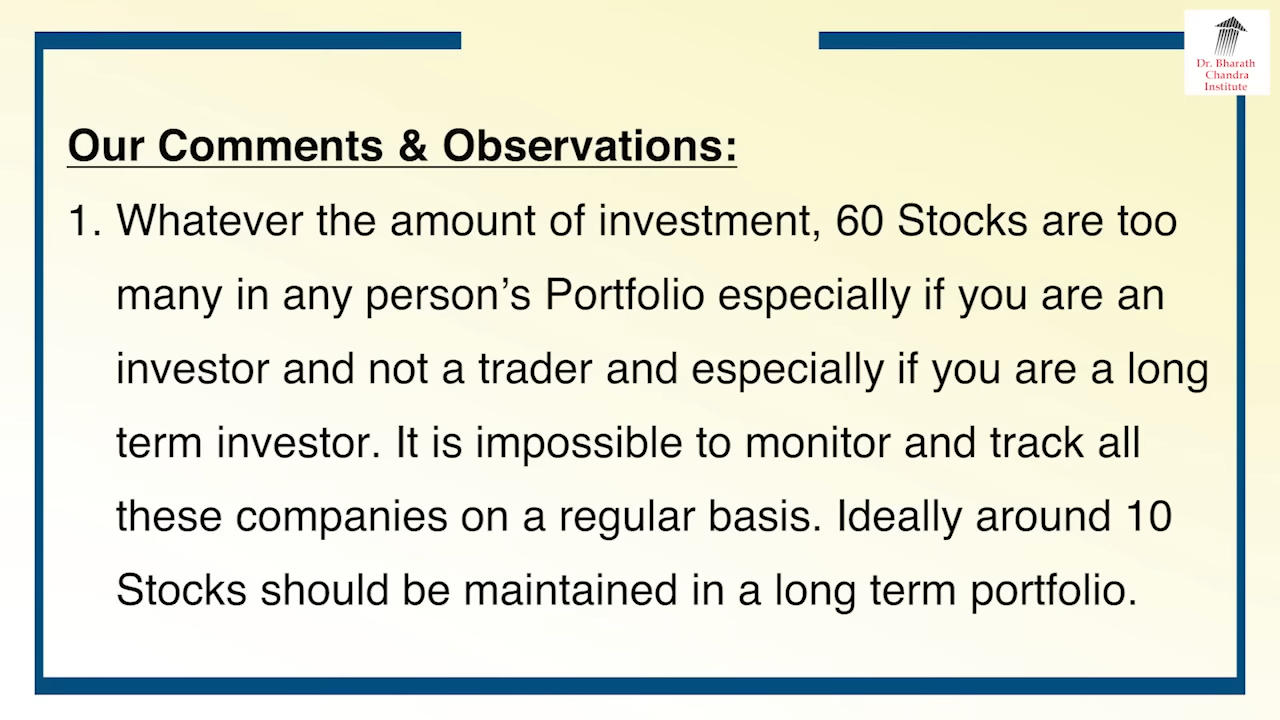 Dr. Bharath
Chandra
Institute
Our Comments & Observations:
1. Whatever the amount of investment, 60 Stocks are too
many in any person’s Portfolio especially if you are an
investor and not a trader and especially if you are a long
term investor. It is impossible to monitor and track all
these companies on a regular basis. Ideally around 10
Stocks should be maintained in a long term portfolio.